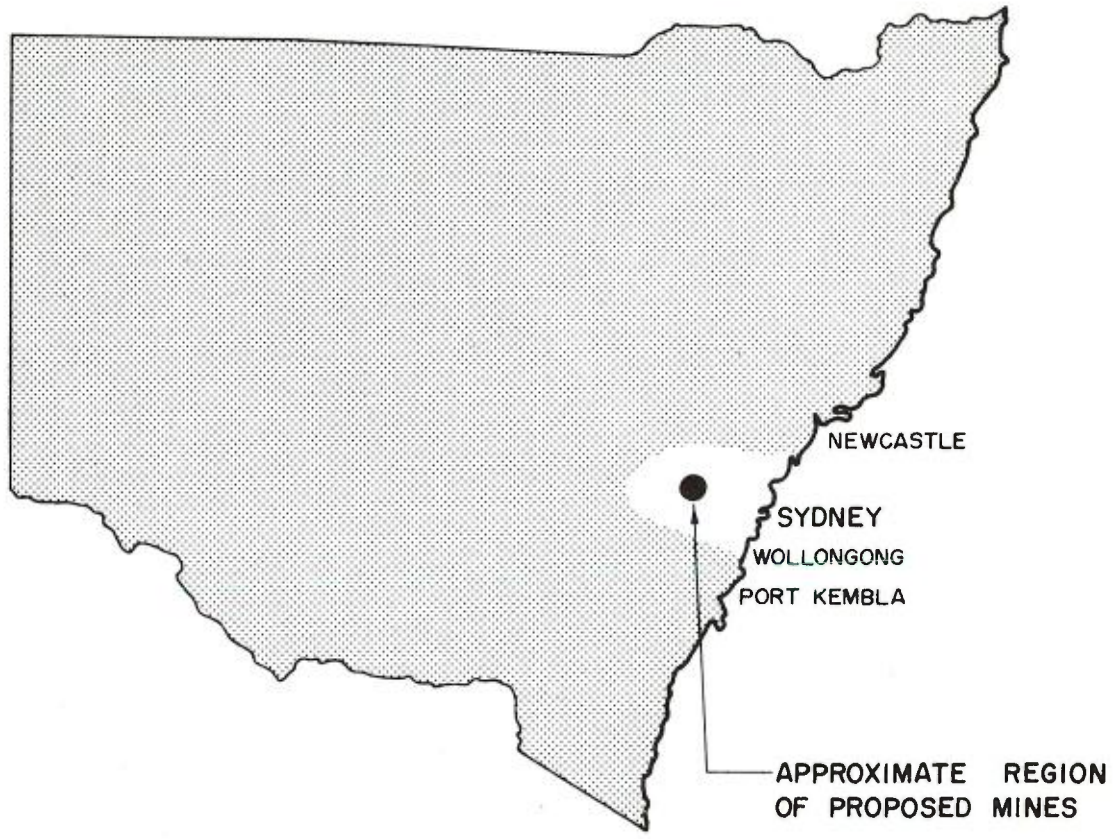 NEWCASTLE
SYDNEY
WOLLONGONG
PORT KEMBLA
APPROXIMATE REGION
OF PROPOSED MINES